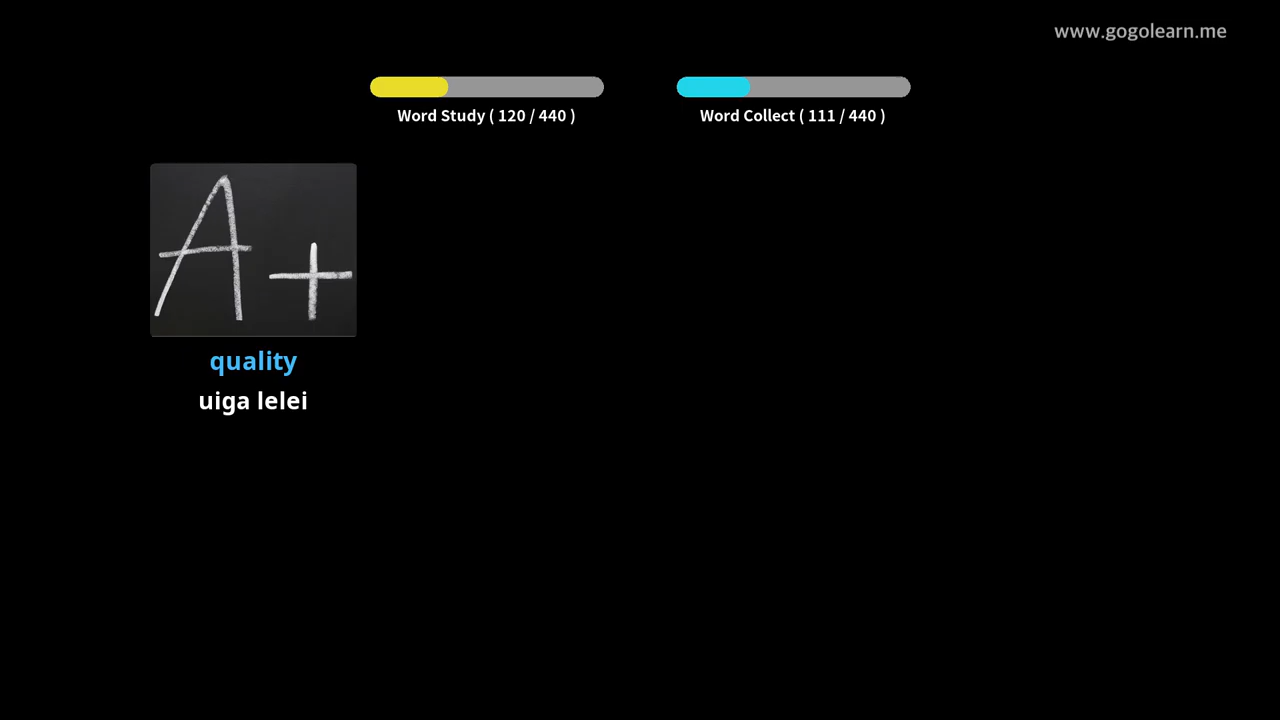 www.gogolearn.me
Word Study ( 120 / 440 )
Word Collect ( 111 / 440 )
A+
quality
uiga lelei